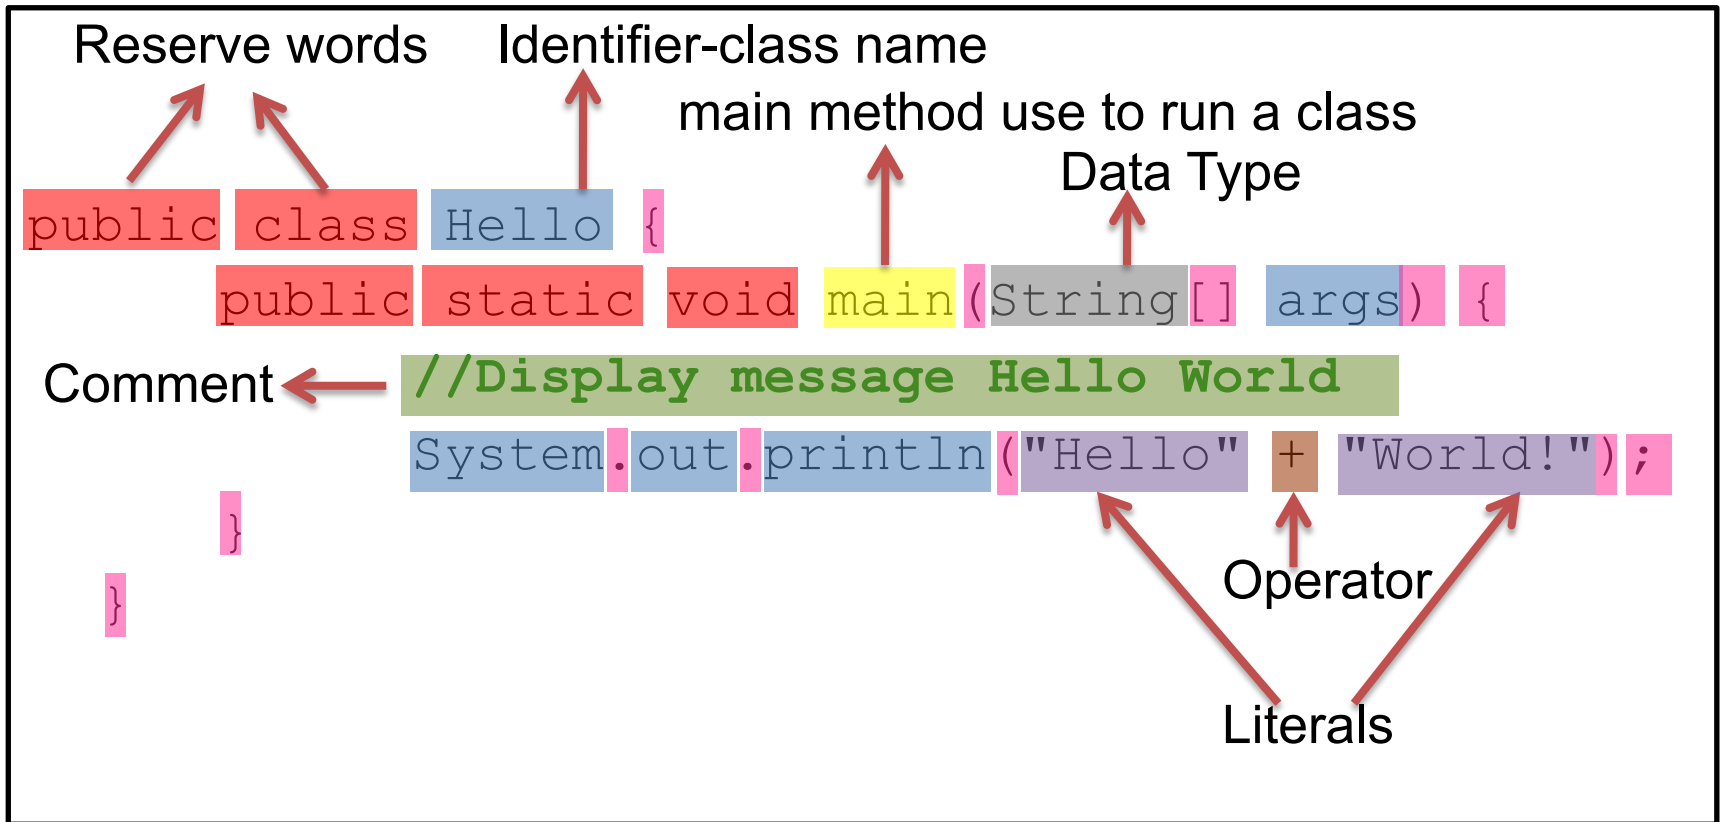 Reserve words Identifier-class name
main method use to run a class
Data Type
public class Hello {
public static void main(String[] args) {
Comment //Display message Hello World
System.out.println("Hello" + "World!");
}
Operator
}
Literals